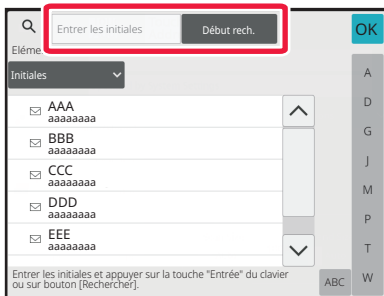 Entrer les initiales
Début rech.
OK
Eléme
Initiales
A
D
G
J
M
P
T
W
AAA
aaaaaaaa
BBB
aaaaaaaa
CCC
aaaaaaaa
DDD
aaaaaaaa
EEE
aaaaaaaa
Entrer les initiales et appuyer sur la touche "Entrée" du clavier
ou sur bouton [Rechercher].
ABC